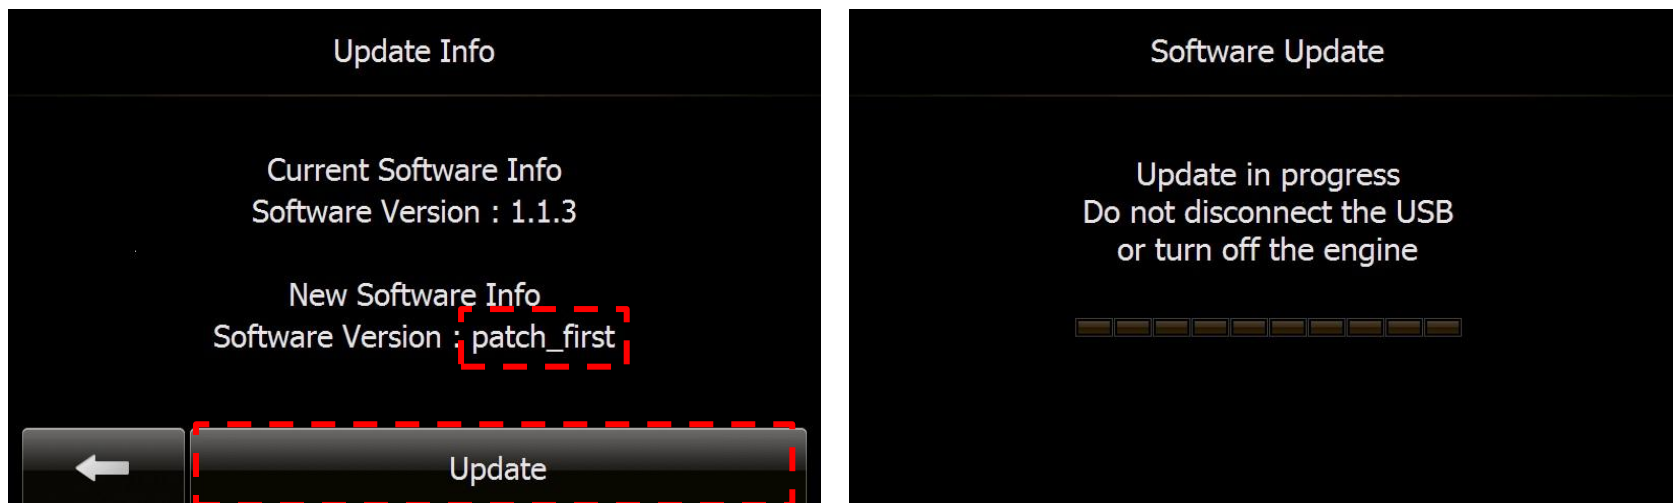 Update Info
Current Software Info
Software Version : 1.1.3
New Software Info
Software Version : patch_first
Update
Software Update
Update in progress
Do not disconnect the USB
or turn off the engine